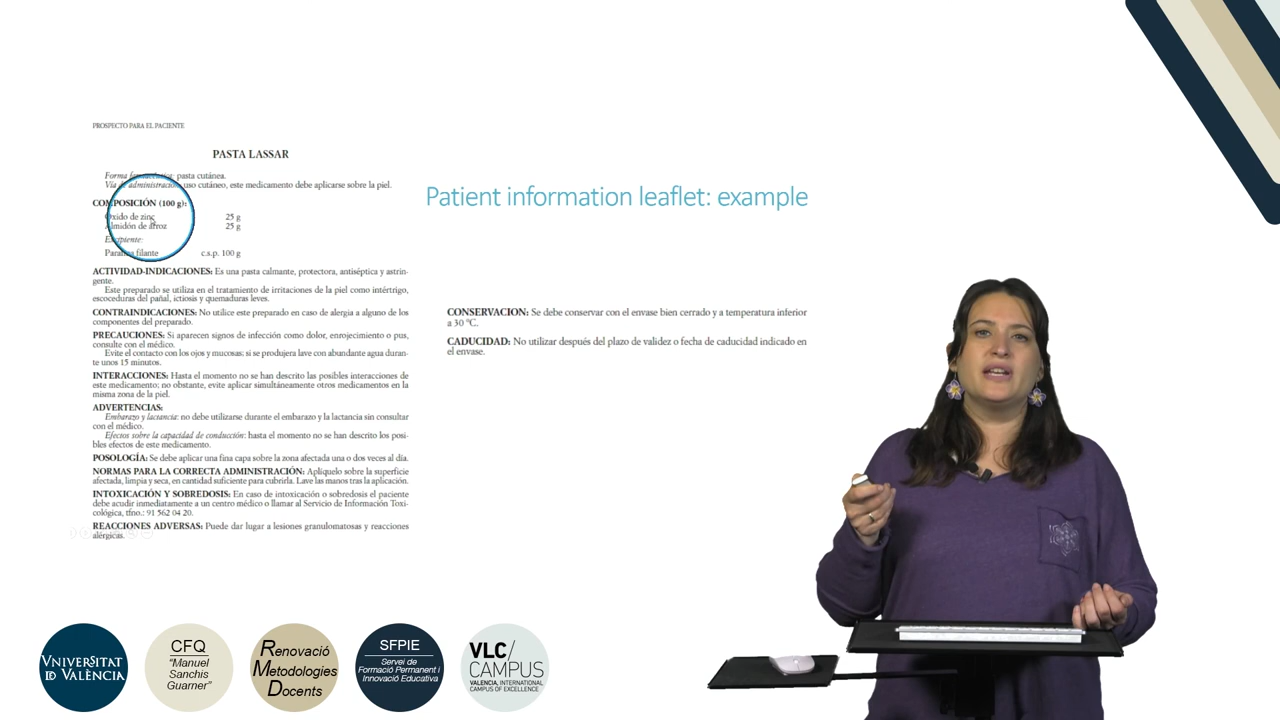 PROSPECTO PARA EL PACIENTE
PASTA LASSAR
Forma farmacéutica: pasta cutánea.
Vía de administración: uso cutáneo, este medicamento debe aplicarse sobre la piel.
COMPOSICIÓN (100 g):
Óxido de zinc 25 g
Almidón de arroz 25 g
Excipiente:
Parafina filante c.s.p. 100 g
ACTIVIDAD-INDICACIONES: Es una pasta calmante, protectora, antiséptica y astrin-
gente.
Este preparado se utiliza en el tratamiento de irritaciones de la piel como intértrigo,
escoceduras del pañal, ictiosis y quemaduras leves.
CONTRAINDICACIONES: No utilice este preparado en caso de alergia a alguno de los
componentes del preparado.
PRECAUCIONES: Si aparecen signos de infección como dolor, enrojecimiento o pus,
consulte con el médico.
Evite el contacto con los ojos y mucosas: si se produjera lave con abundante agua duran-
te unos 15 minutos.
INTERACCIONES: Hasta el momento no se han descrito las posibles interacciones de
este medicamento; no obstante, evite aplicar simultáneamente otros medicamentos en la
misma zona de la piel.
ADVERTENCIAS:
Embarazo y lactancia: no debe utilizarse durante el embarazo y la lactancia sin consultar
con el médico.
Efectos sobre la capacidad de conducción: hasta el momento no se han descrito los posi-
bles efectos de este medicamento.
POSOLOGÍA: Se debe aplicar una fina capa sobre la zona afectada una o dos veces al día.
NORMAS PARA LA CORRECTA ADMINISTRACIÓN: Aplíquelo sobre la superficie
afectada, limpia y seca, en cantidad suficiente para cubrirla. Lave las manos tras la aplicación.
INTOXICACIÓN Y SOBREDOSIS: En caso de intoxicación o sobredosis el paciente
debe acudir inmediatamente a un centro médico o llamar al Servicio de Información Toxi-
cológica, tfno.: 91 562 04 20.
REACCIONES ADVERSAS: Puede dar lugar a lesiones granulomatosas y reacciones
alérgicas.
Patient information leaflet: example
CONSERVACION: Se debe conservar con el envase bien cerrado y a temperatura inferior
a 30 ºC.
CADUCIDAD: No utilizar después del plazo de validez o fecha de caducidad indicado en
el envase.
VNIVERSITAT
ID VALÈNCIA
CFQ
"Manuel
Sanchis
Guarner"
Renovació
Metodologies
Docents
SFPIE
Servei de
Formació Permanent i
Innovació Educativa
VLC/
CAMPUS
VALENCIA, INTERNATIONAL
CAMPUS OF EXCELLENCE